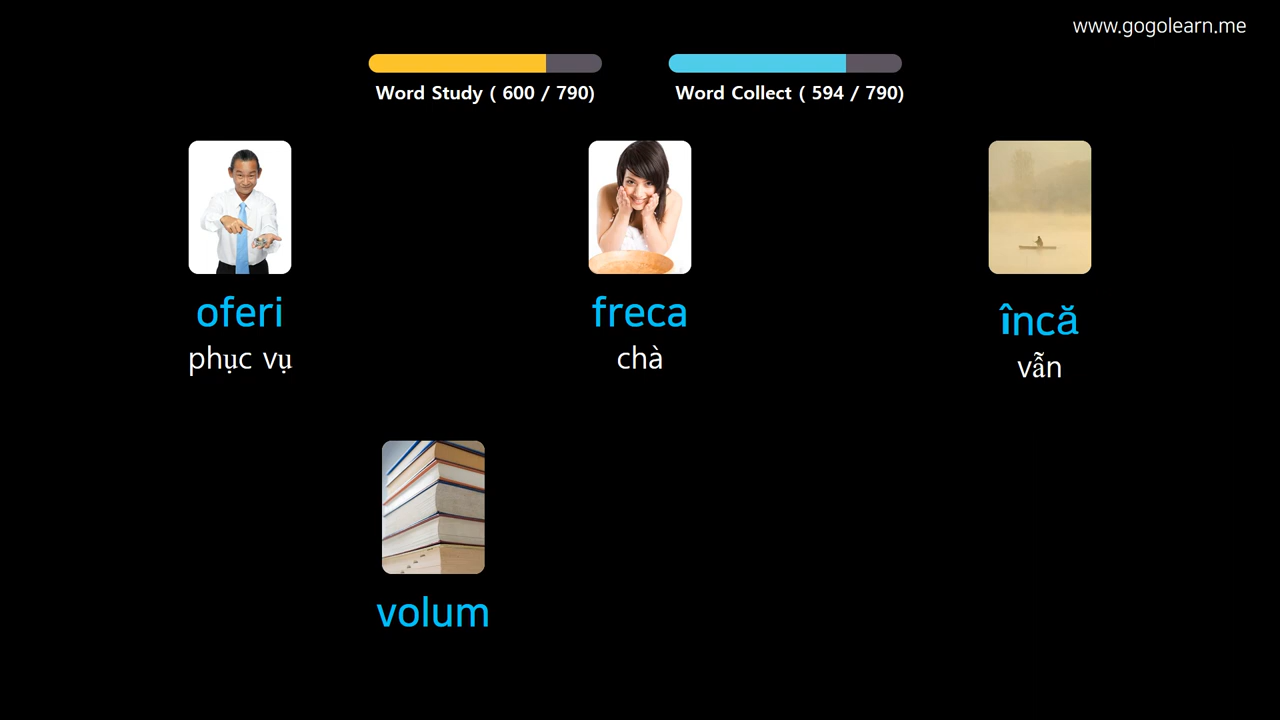 www.gogolearn.me
Word Study ( 600 / 790)
Word Collect ( 594 / 790)
oferi
phục vụ
freca
chà
încă
vẫn
volum